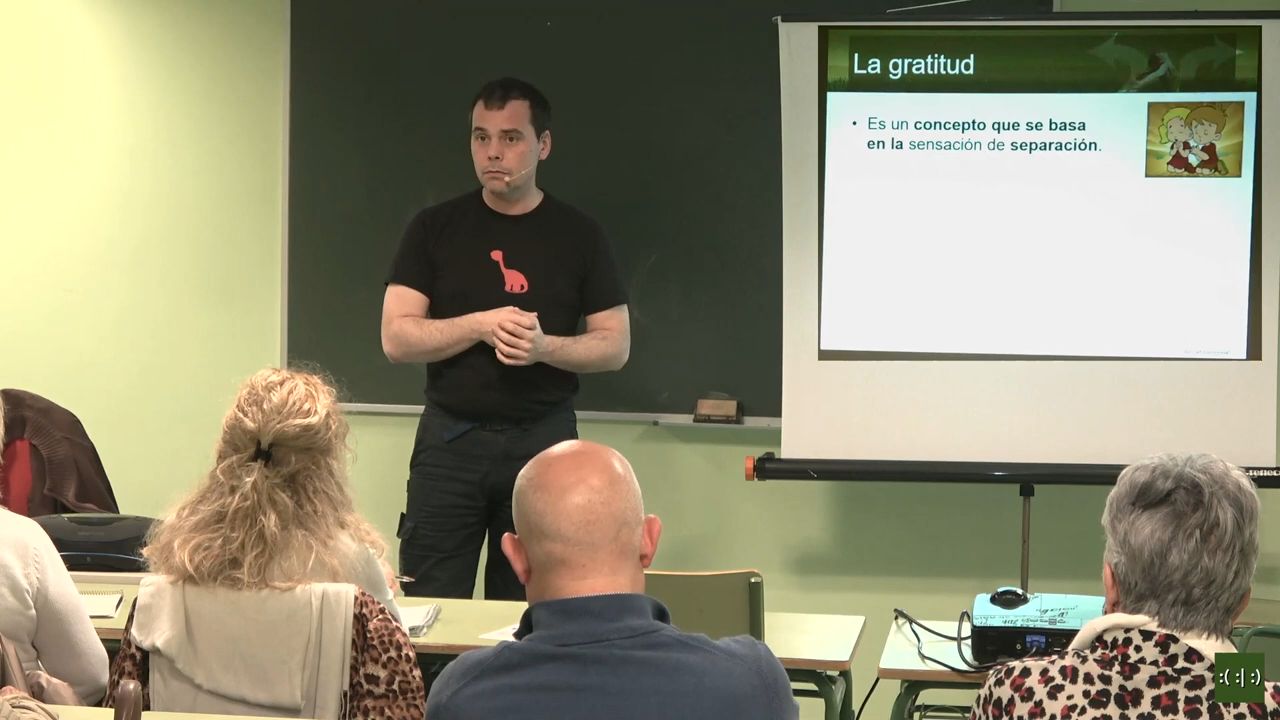 La gratitud
• Es un concepto que se basa
en la sensación de separación.
:( :| :)